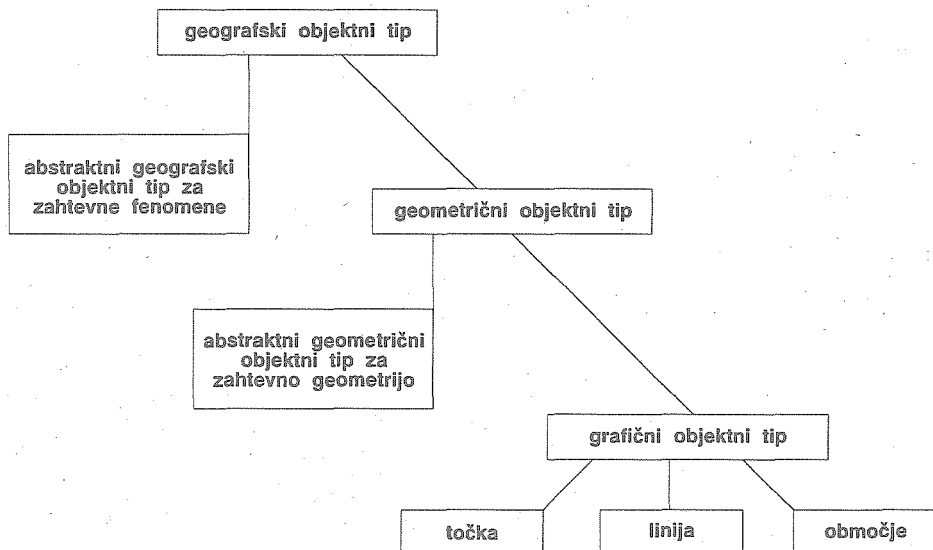 geografski objektni tip
abstraktni geografski
objektni tip za
zahtevne fenomene
geometrični objektni tip
abstraktni geometrični
objektni tip za
zahtevno geometrijo
grafični objektni tip
točka
linija
območje